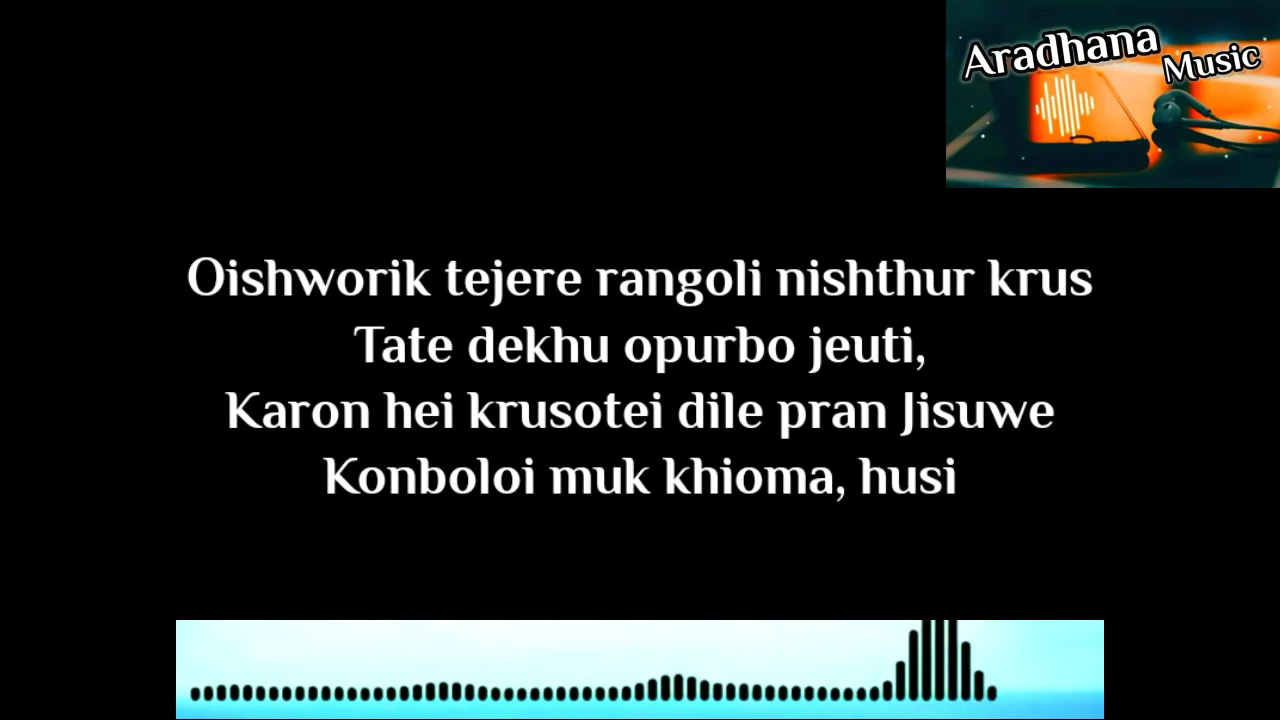 Aradhana
Music
Oishworik tejere rangoli nishthur krus
Tate dekhu opurbo jeuti,
Karon hei krusotei dile pran Jisuwe
Konboloi muk khioma, husi